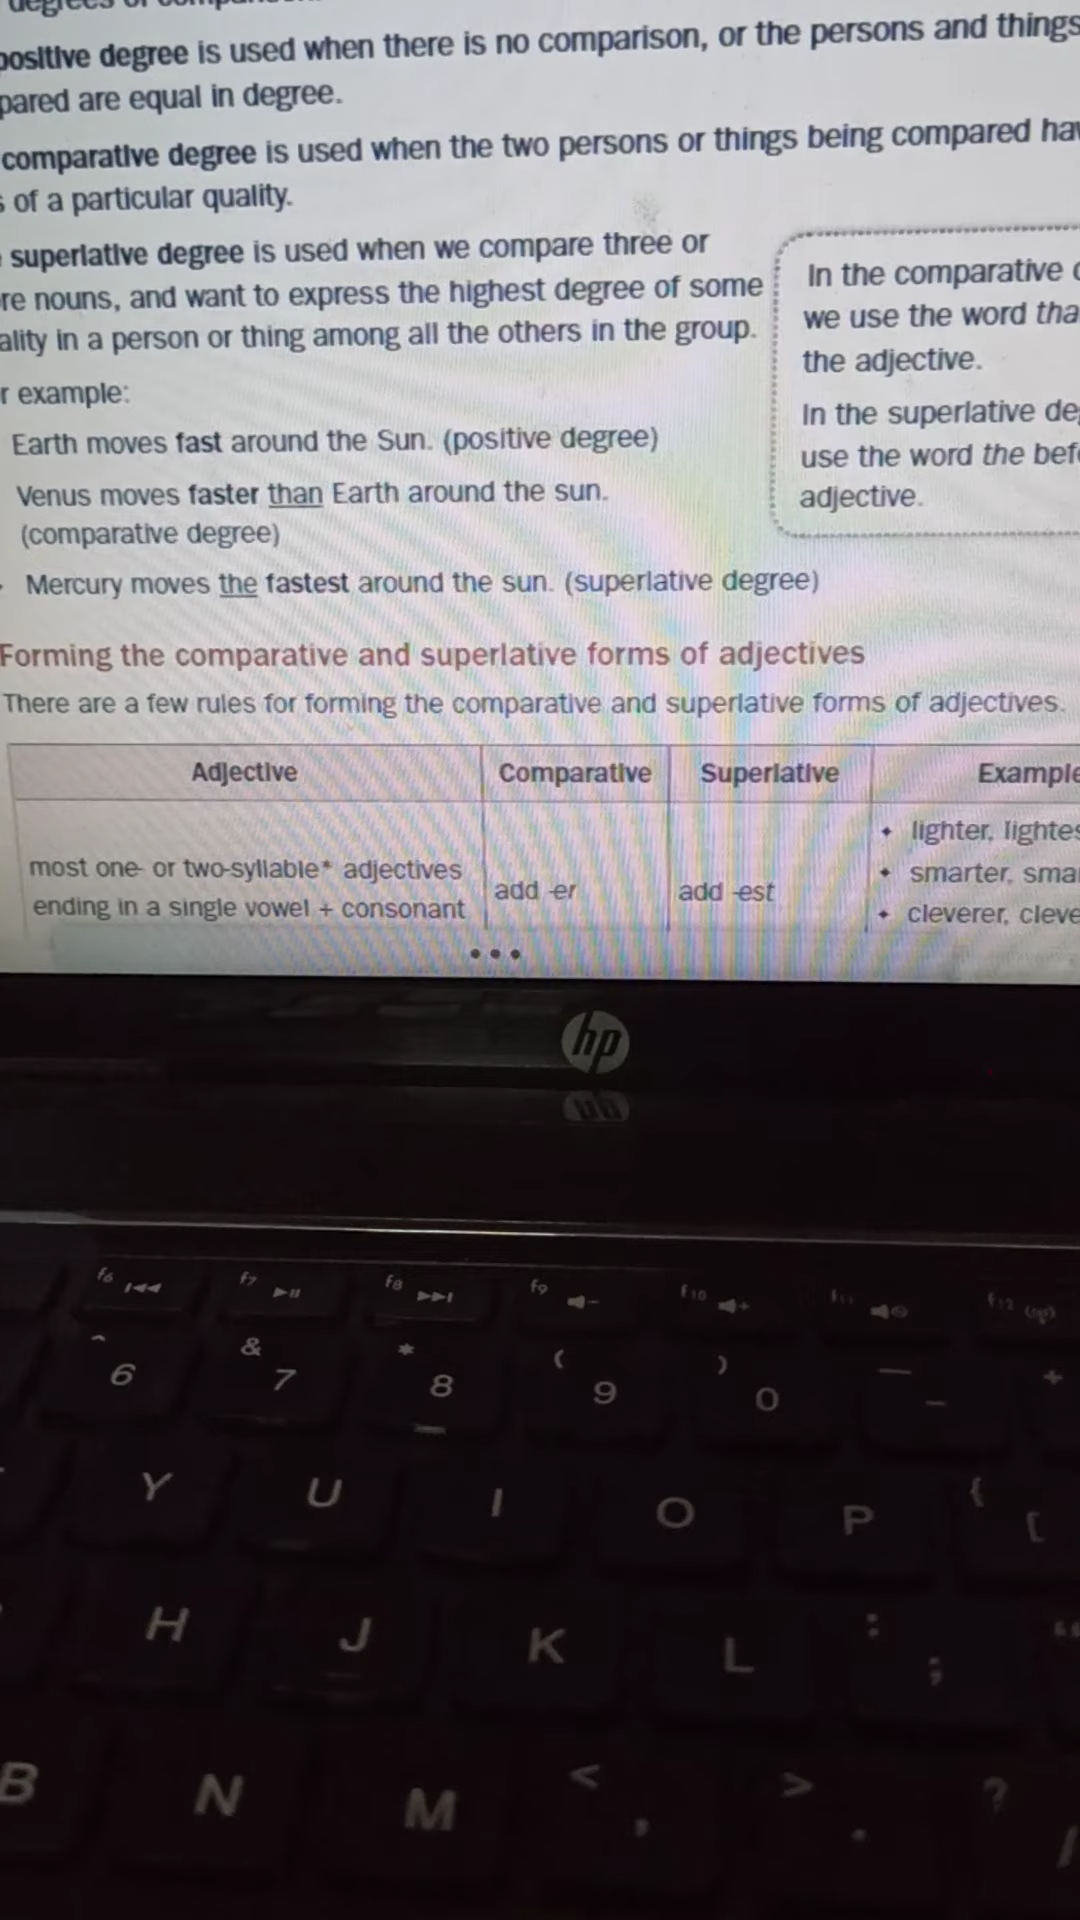 positive degree is used when there is no comparison, or the persons and things
pared are equal in degree.
comparative degree is used when the two persons or things being compared
of a particular quality.
superlative degree is used when we compare three or
re nouns, and want to express the highest degree of some
ality in a person or thing among all the others in the group.
r example:
Earth moves fast around the Sun. (positive degree)
Venus moves faster than Earth around the sun.
(comparative degree)
Mercury moves the fastest around the sun. (superlative degree)
In the comparative
we use the word tha
the adjective.
In the superlative de
use the word the bef
adjective.
Forming the comparative and superlative forms of adjectives
There are a few rules for forming the comparative and superlative forms of adjectives.
Adjective Comparative Superlative Example
most one- or two-syllable* adjectives
ending in a single vowel + consonant
add -er
add -est
lighter, lightes
smarter, sma
cleverer, cleve
hp
f6 f7 f8 f9 f10 f11 f12
^ & * ( ) — +
6 7 8 9 0 -
Y U I O P { [
H J K L : ;
B N M < , > . ? /